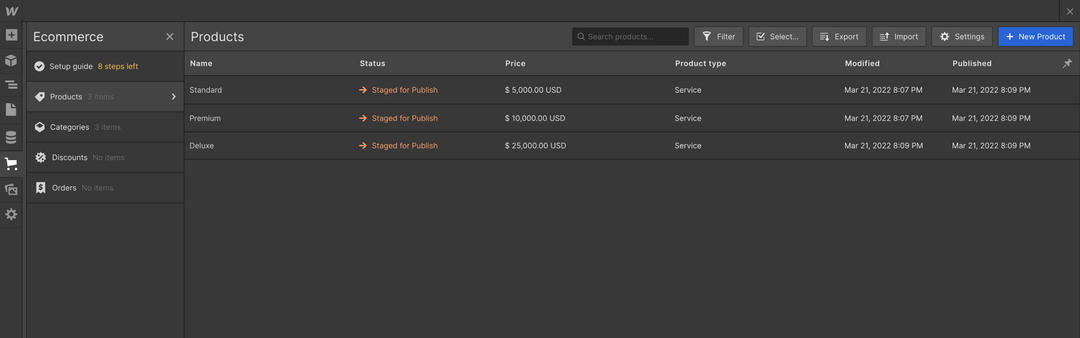 W
Ecommerce
Products
Search products...
Filter
Select...
Export
Import
Settings
+ New Product
Setup guide 8 steps left
Products 3 items
Categories 3 items
Discounts No items
Orders No items
Name Status Price Product type Modified Published
Standard Staged for Publish $ 5,000.00 USD Service Mar 21, 2022 8:07 PM Mar 21, 2022 8:09 PM
Premium Staged for Publish $ 10,000.00 USD Service Mar 21, 2022 8:07 PM Mar 21, 2022 8:09 PM
Deluxe Staged for Publish $ 25,000.00 USD Service Mar 21, 2022 8:09 PM Mar 21, 2022 8:09 PM